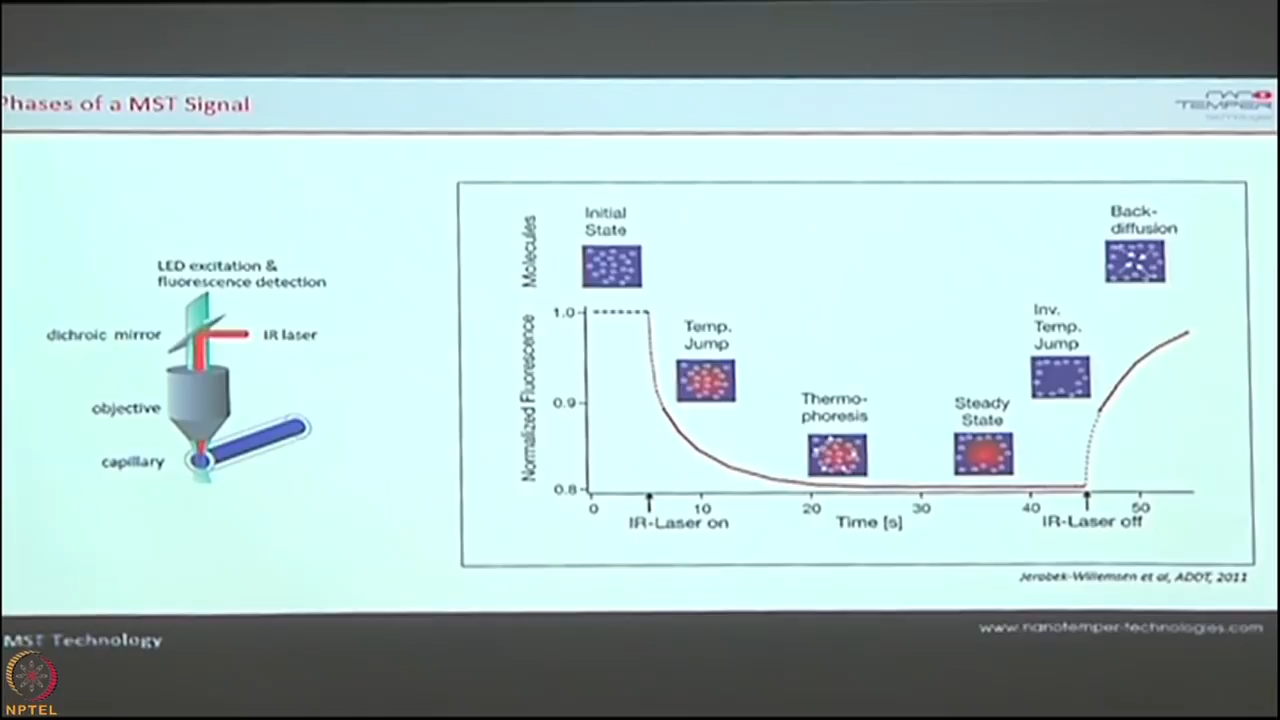 Phases of a MST Signal
NANO
TEMPER
technologies
LED excitation &
fluorescence detection
dichroic mirror
IR laser
objective
capillary
Molecules
Normalized Fluorescence
Initial
State
Temp.
Jump
Thermo-
phoresis
Steady
State
Inv.
Temp.
Jump
Back-
diffusion
1.0
0.9
0.8
0
10
20
30
40
50
IR-Laser on
Time [s]
IR-Laser off
Jerabek-Willemsen et al, ADDT, 2011
MST Technology
www.nanotemper-technologies.com
NPTEL